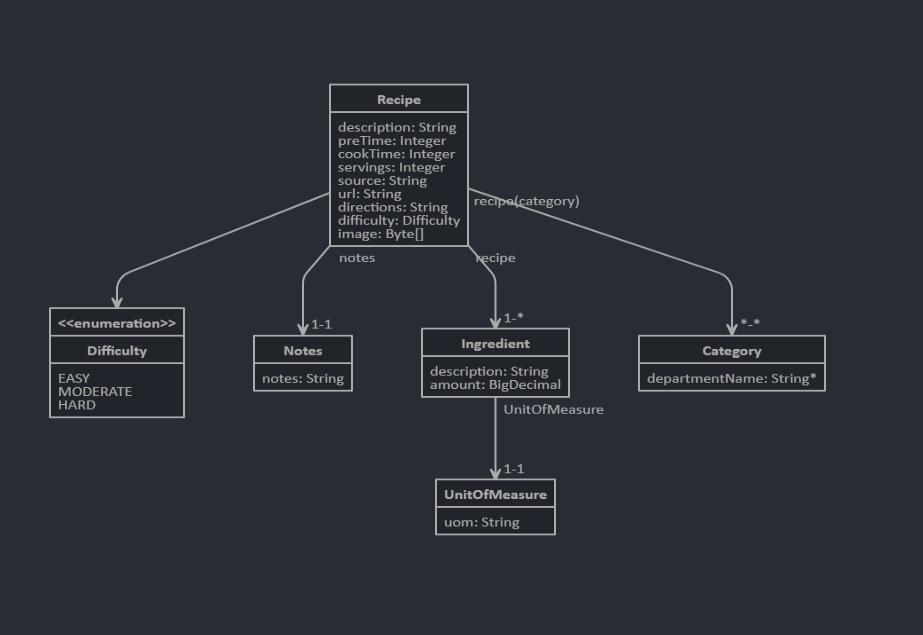 Recipe
description: String
preTime: Integer
cookTime: Integer
servings: Integer
source: String
url: String
directions: String
difficulty: Difficulty
image: Byte[]
recipe(category)
notes
recipe
<<enumeration>>
Difficulty
EASY
MODERATE
HARD
1-1
Notes
notes: String
1-*
Ingredient
description: String
amount: BigDecimal
*-*
Category
departmentName: String*
UnitOfMeasure
1-1
UnitOfMeasure
uom: String